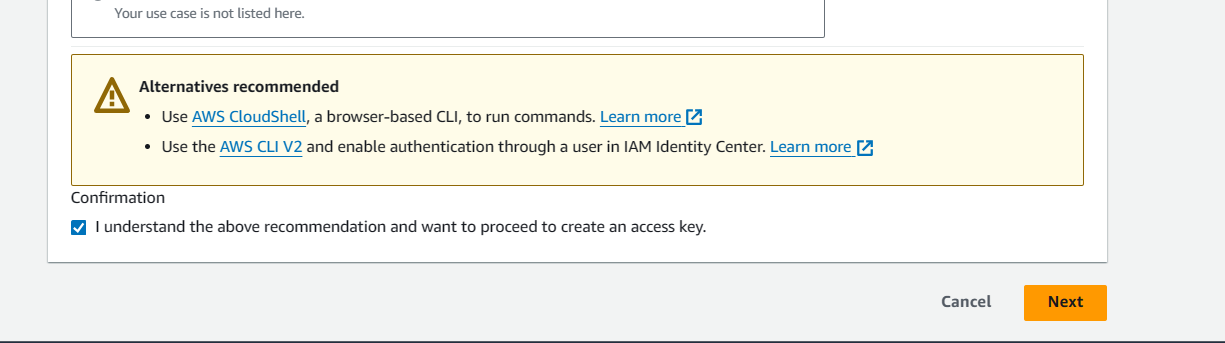 Your use case is not listed here.
Alternatives recommended
• Use AWS CloudShell, a browser-based CLI, to run commands. Learn more
• Use the AWS CLI V2 and enable authentication through a user in IAM Identity Center. Learn more
Confirmation
I understand the above recommendation and want to proceed to create an access key.
Cancel Next